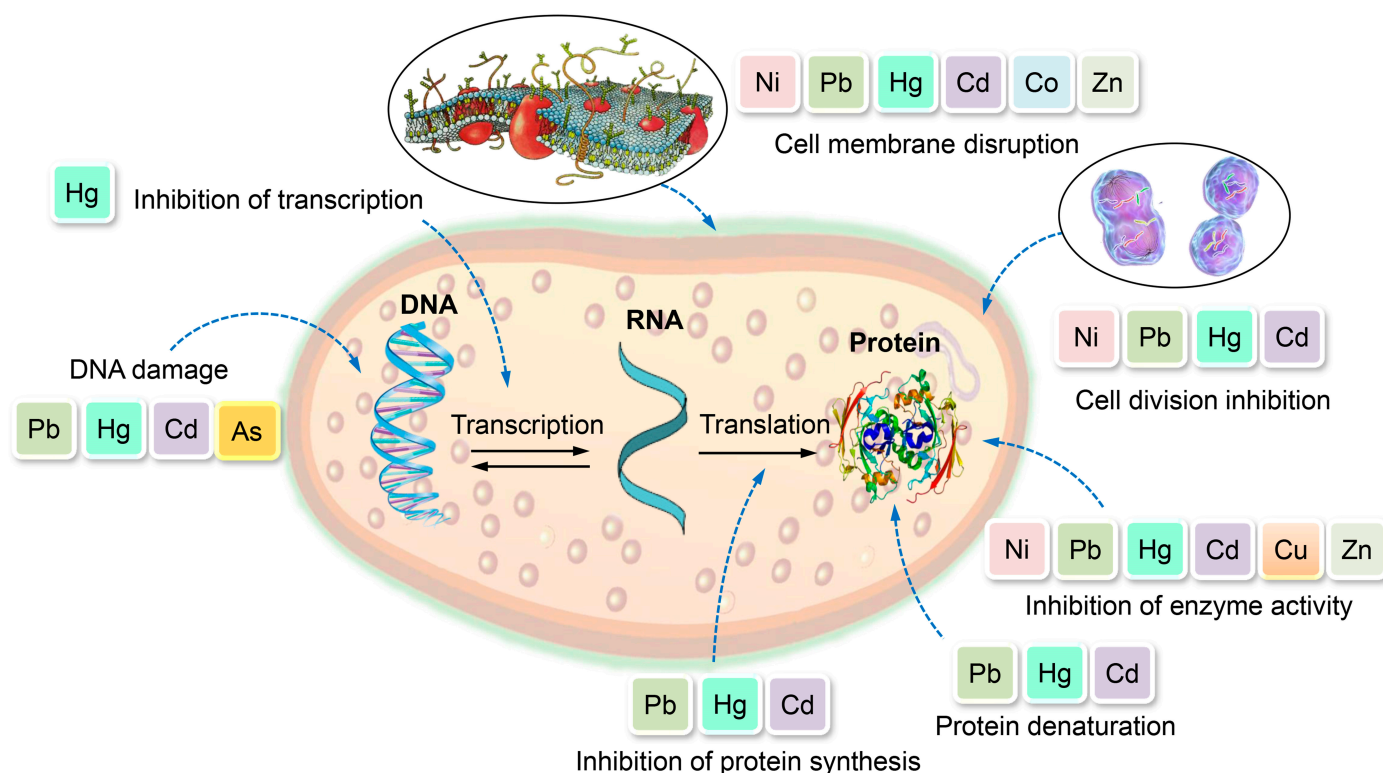 Ni Pb Hg Cd Co Zn
Cell membrane disruption
Hg Inhibition of transcription
DNA
RNA
Protein
DNA damage
Pb Hg Cd As
Transcription
Translation
Ni Pb Hg Cd
Cell division inhibition
Ni Pb Hg Cd Cu Zn
Inhibition of enzyme activity
Pb Hg Cd
Protein denaturation
Pb Hg Cd
Inhibition of protein synthesis